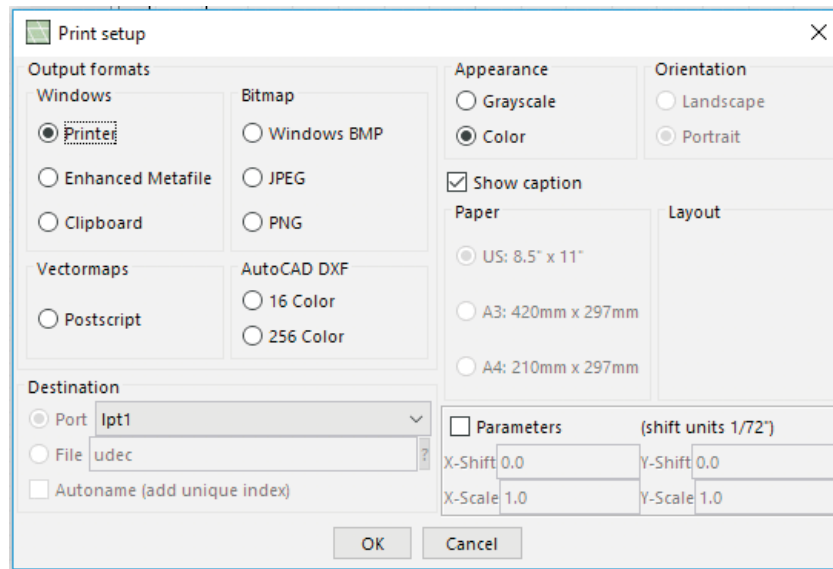 Print setup
Output formats
Windows
Printer
Enhanced Metafile
Clipboard
Bitmap
Windows BMP
JPEG
PNG
Vectormaps
Postscript
AutoCAD DXF
16 Color
256 Color
Destination
Port lpt1
File udec ?
Autoname (add unique index)
Appearance
Grayscale
Color
Orientation
Landscape
Portrait
Show caption
Paper
US: 8.5" x 11"
A3: 420mm x 297mm
A4: 210mm x 297mm
Layout
Parameters (shift units 1/72")
X-Shift 0.0 Y-Shift 0.0
X-Scale 1.0 Y-Scale 1.0
OK Cancel